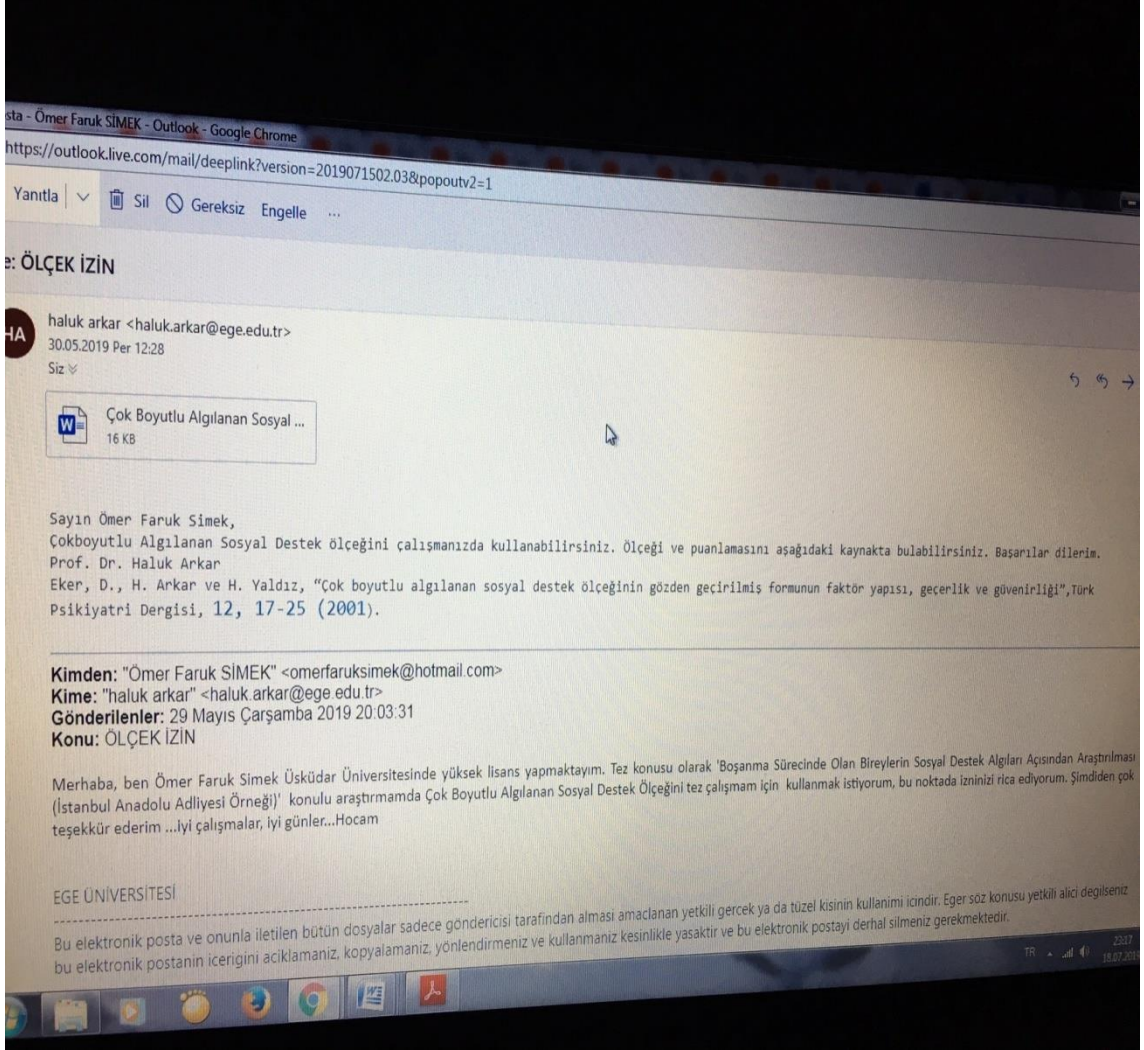 sta - Ömer Faruk SİMEK - Outlook - Google Chrome
https://outlook.live.com/mail/deeplink?version=2019071502.03&popoutv2=1
Yanıtla Sil Gereksiz Engelle ...
e: ÖLÇEK İZİN
HA
haluk arkar <haluk.arkar@ege.edu.tr>
30.05.2019 Per 12:28
Siz
Çok Boyutlu Algılanan Sosyal ...
16 KB
Sayın Ömer Faruk Simek,
Çokboyutlu Algılanan Sosyal Destek ölçeğini çalışmanızda kullanabilirsiniz. Ölçeği ve puanlamasını aşağıdaki kaynakta bulabilirsiniz. Başarılar dilerim.
Prof. Dr. Haluk Arkar
Eker, D., H. Arkar ve H. Yaldız, "Çok boyutlu algılanan sosyal destek ölçeğinin gözden geçirilmiş formunun faktör yapısı, geçerlik ve güvenirliği",Türk
Psikiyatri Dergisi, 12, 17-25 (2001).
Kimden: "Ömer Faruk SİMEK" <omerfaruksimek@hotmail.com>
Kime: "haluk arkar" <haluk.arkar@ege.edu.tr>
Gönderilenler: 29 Mayıs Çarşamba 2019 20:03:31
Konu: ÖLÇEK İZİN
Merhaba, ben Ömer Faruk Simek Üsküdar Üniversitesinde yüksek lisans yapmaktayım. Tez konusu olarak 'Boşanma Sürecinde Olan Bireylerin Sosyal Destek Algıları Açısından Araştırılması
(İstanbul Anadolu Adliyesi Örneği)' konulu araştırmamda Çok Boyutlu Algılanan Sosyal Destek Ölçeğini tez çalışmam için kullanmak istiyorum, bu noktada izninizi rica ediyorum. Şimdiden çok
teşekkür ederim ...iyi çalışmalar, iyi günler...Hocam
EGE ÜNİVERSİTESİ
Bu elektronik posta ve onunla iletilen bütün dosyalar sadece göndericisi tarafindan almasi amaclanan yetkili gercek ya da tüzel kisinin kullanimi icindir. Eger söz konusu yetkili alici degilseniz
bu elektronik postanin icerigini aciklamaniz, kopyalamaniz, yönlendirmeniz ve kullanmaniz kesinlikle yasaktir ve bu elektronik postayi derhal silmeniz gerekmektedir.
TR
23:17
18.07.2019